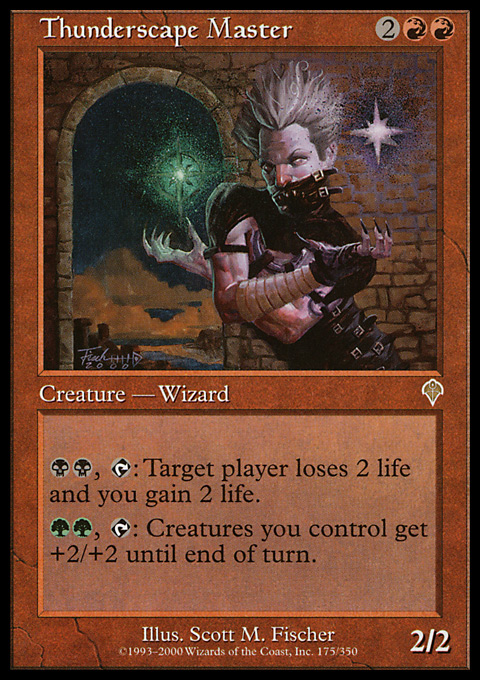 Thunderscape Master 2
Creature — Wizard
: Target player loses 2 life
and you gain 2 life.
: Creatures you control get
+2/+2 until end of turn.
Illus. Scott M. Fischer
©1993–2000 Wizards of the Coast, Inc. 175/350
2/2